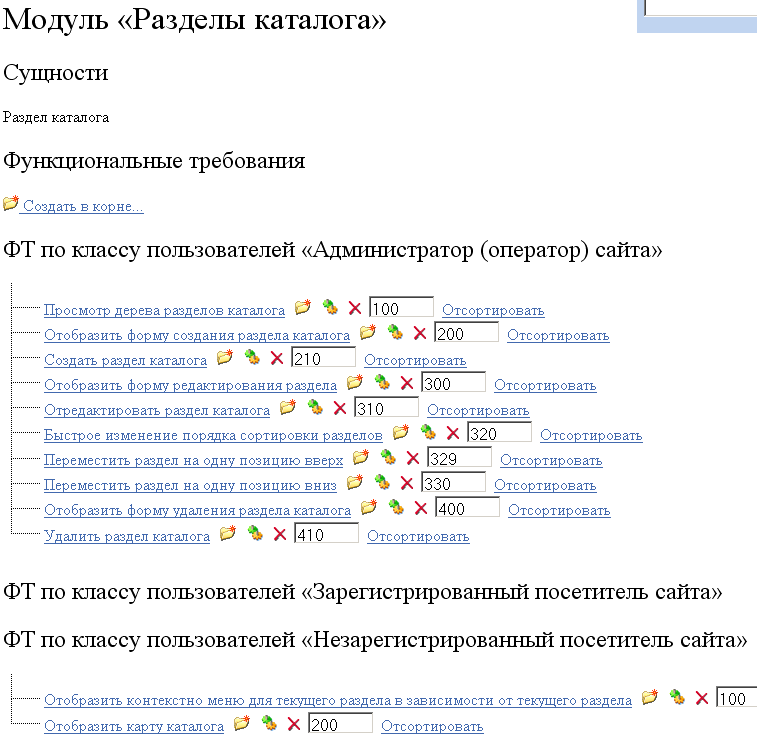 Модуль «Разделы каталога»
Сущности
Раздел каталога
Функциональные требования
Создать в корне...
ФТ по классу пользователей «Администратор (оператор) сайта»
Просмотр дерева разделов каталога 100 Отсортировать
Отобразить форму создания раздела каталога 200 Отсортировать
Создать раздел каталога 210 Отсортировать
Отобразить форму редактирования раздела 300 Отсортировать
Отредактировать раздел каталога 310 Отсортировать
Быстрое изменение порядка сортировки разделов 320 Отсортировать
Переместить раздел на одну позицию вверх 329 Отсортировать
Переместить раздел на одну позицию вниз 330 Отсортировать
Отобразить форму удаления раздела каталога 400 Отсортировать
Удалить раздел каталога 410 Отсортировать
ФТ по классу пользователей «Зарегистрированный посетитель сайта»
ФТ по классу пользователей «Незарегистрированный посетитель сайта»
Отобразить контекстно меню для текущего раздела в зависимости от текущего раздела 100
Отобразить карту каталога 200 Отсортировать